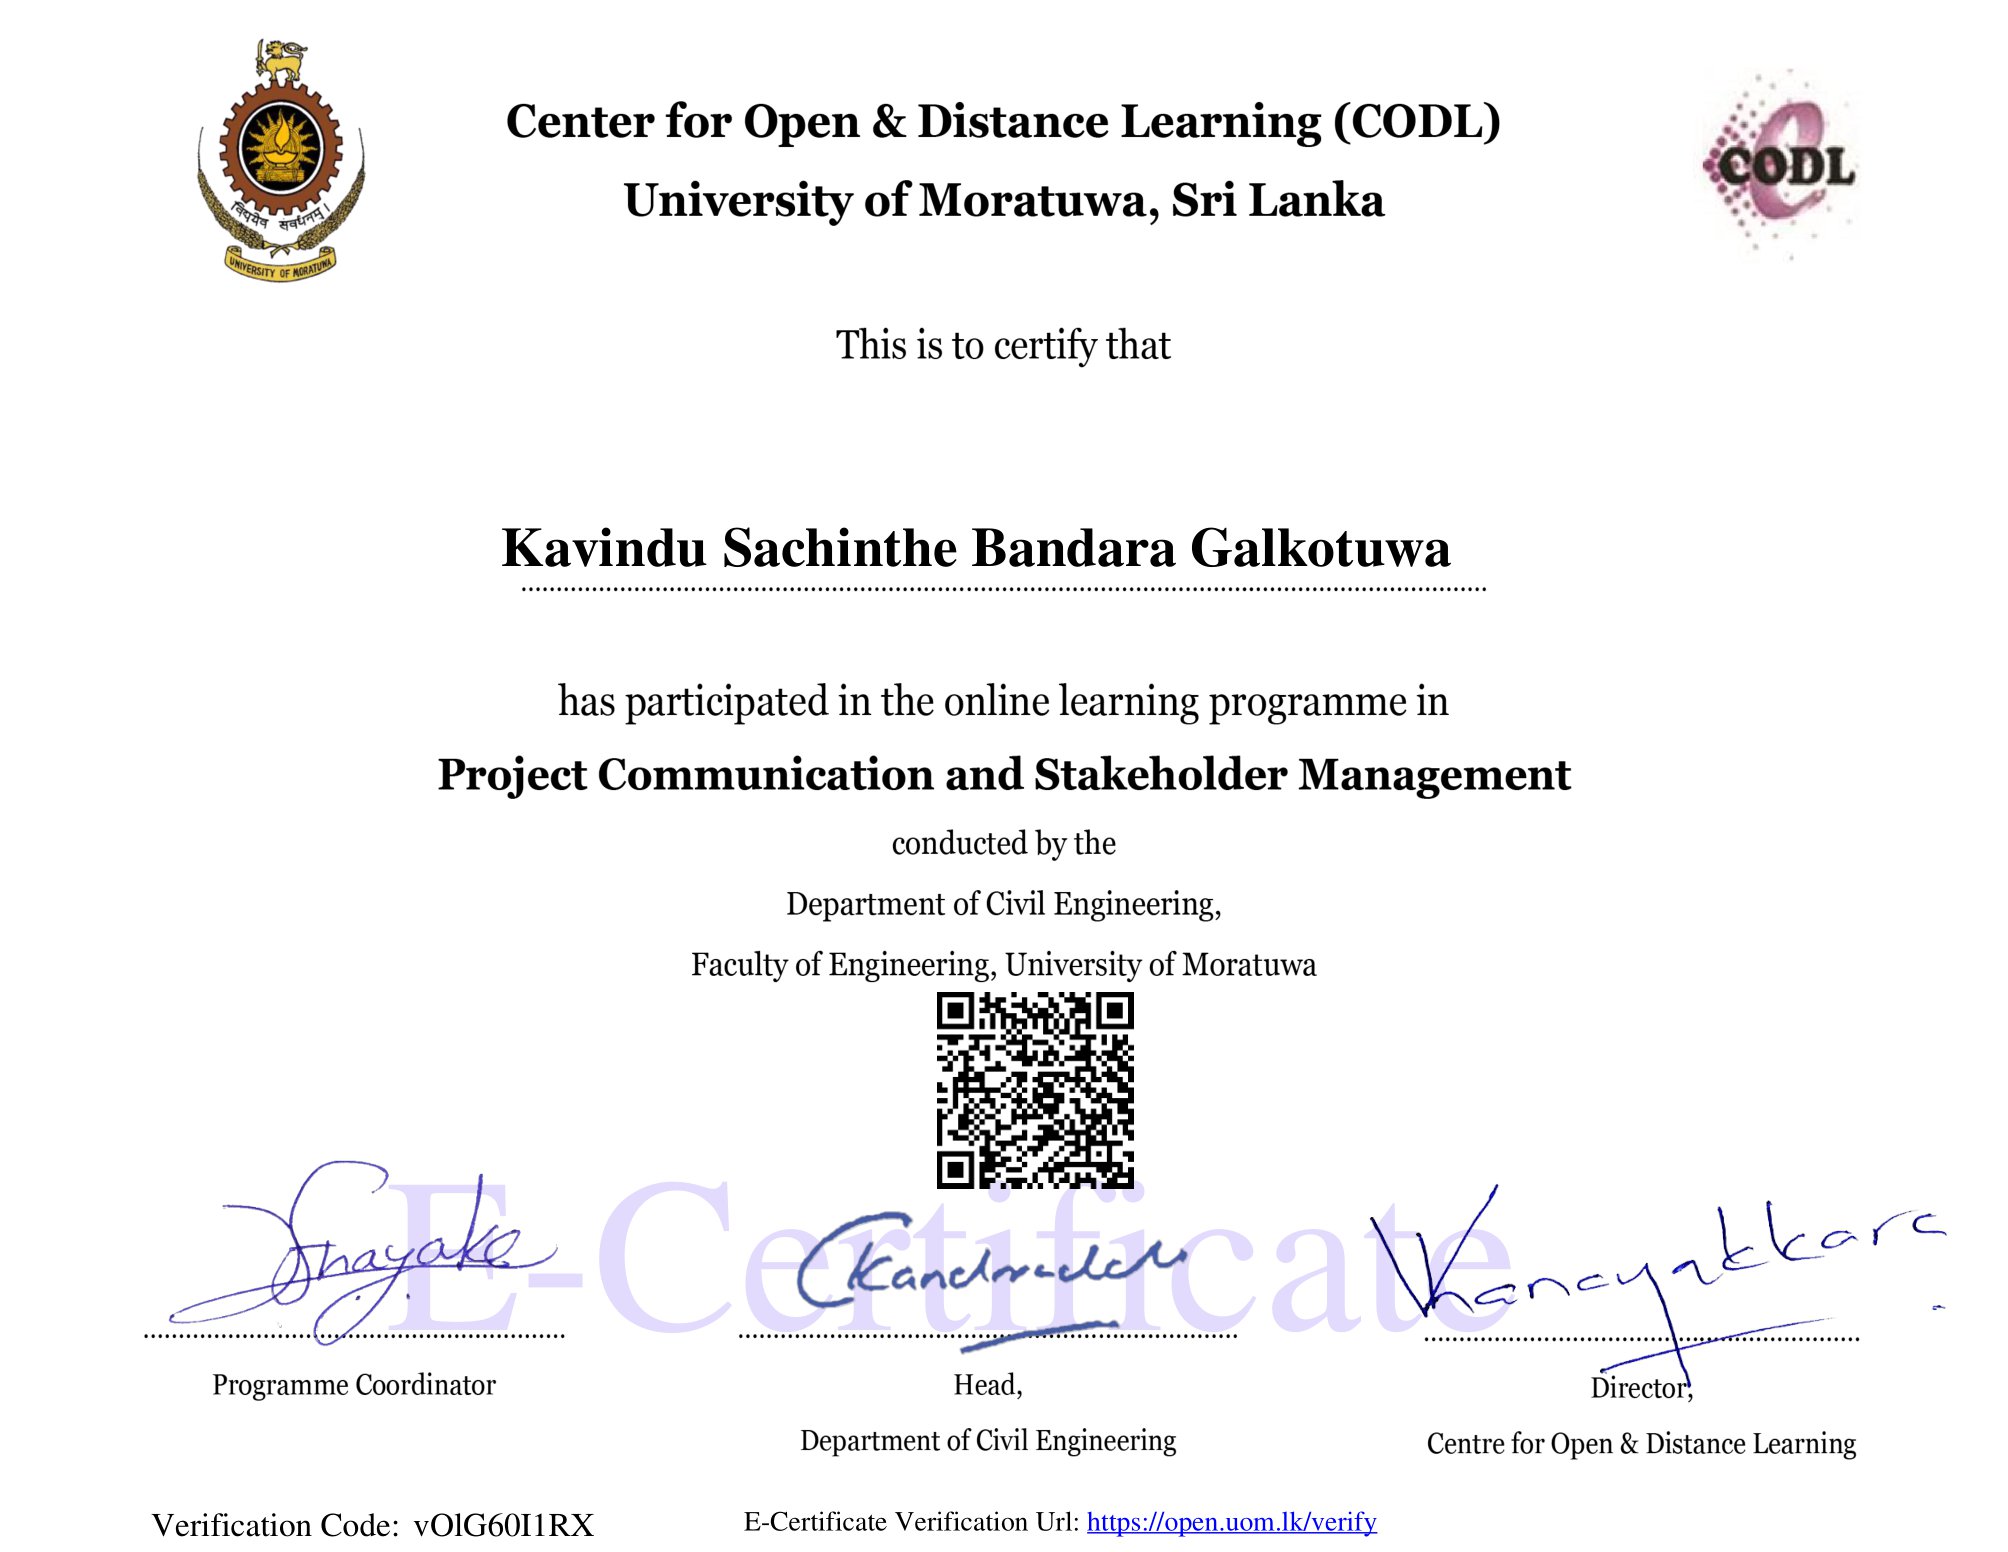 Center for Open & Distance Learning (CODL)
University of Moratuwa, Sri Lanka
CODL
विद्ययैव सर्वधनम्।
UNIVERSITY OF MORATUWA
This is to certify that
Kavindu Sachinthe Bandara Galkotuwa
has participated in the online learning programme in
Project Communication and Stakeholder Management
conducted by the
Department of Civil Engineering,
Faculty of Engineering, University of Moratuwa
E-Certificate
Programme Coordinator
Head,
Department of Civil Engineering
Director,
Centre for Open & Distance Learning
Verification Code: vOlG60I1RX
E-Certificate Verification Url: https://open.uom.lk/verify